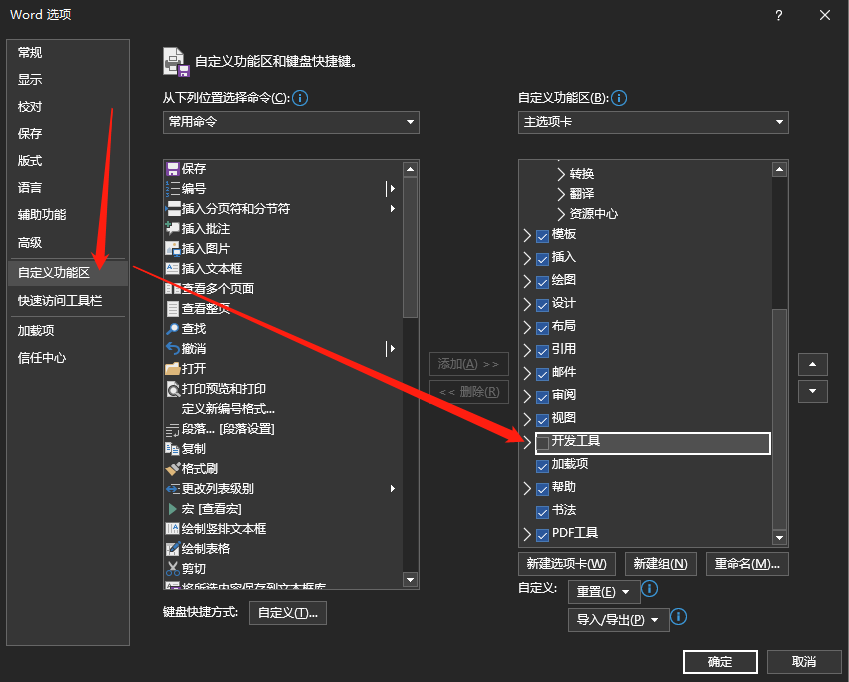 Word 选项
?
常规
显示
校对
保存
版式
语言
辅助功能
高级
自定义功能区
快速访问工具栏
加载项
信任中心
自定义功能区和键盘快捷键。
从下列位置选择命令(C):
常用命令
保存
编号
插入分页符和分节符
插入批注
插入图片
插入文本框
查看多个页面
查看整页
查找
撤消
打开
打印预览和打印
定义新编号格式...
段落... [段落设置]
复制
格式刷
更改列表级别
宏 [查看宏]
绘制竖排文本框
绘制表格
剪切
将所选内容保存到文本框库
键盘快捷方式:
自定义(T)...
添加(A) >>
<< 删除(R)
自定义功能区(B):
主选项卡
转换
翻译
资源中心
模板
插入
绘图
设计
布局
引用
邮件
审阅
视图
开发工具
加载项
帮助
书法
PDF工具
新建选项卡(W)
新建组(N)
重命名(M)...
自定义:
重置(E)
导入/导出(P)
确定
取消